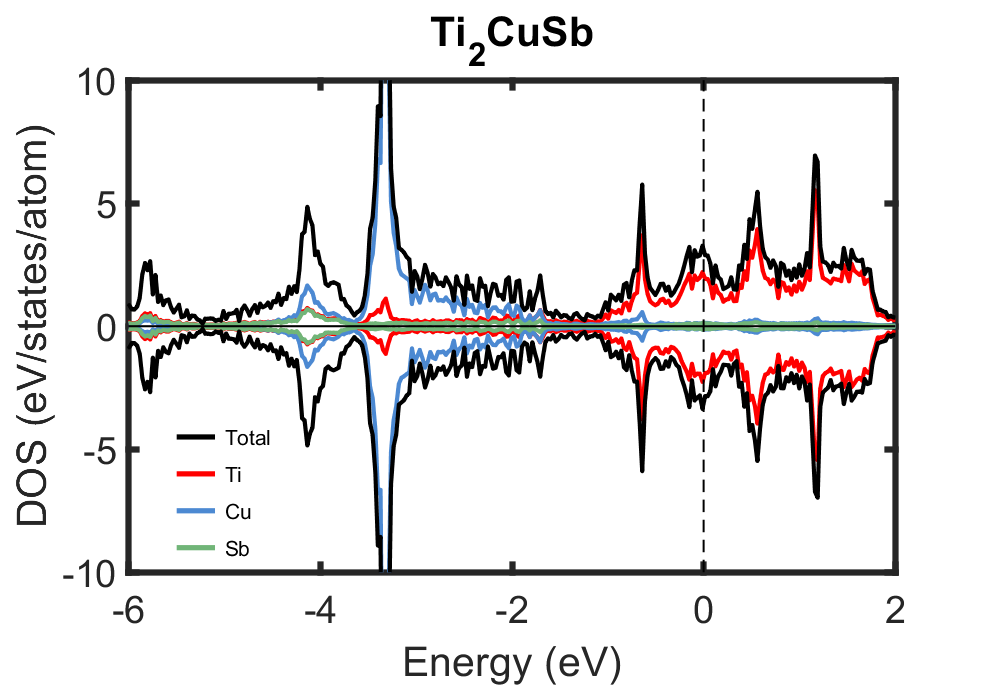 Ti₂CuSb
10
5
0
-5
-10
DOS (eV/states/atom)
Total
Ti
Cu
Sb
-6 -4 -2 0 2
Energy (eV)